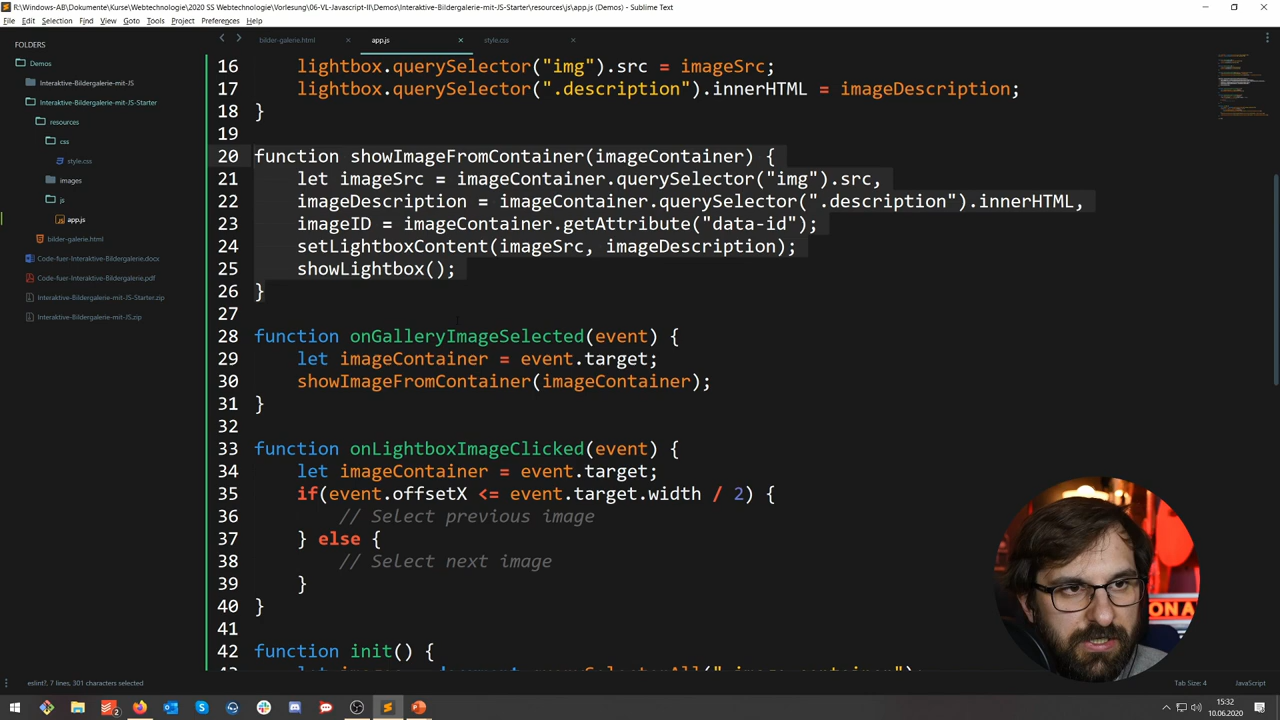 R:\Windows-AB\Dokumente\Kurse\Webtechnologie\2020 SS Webtechnologie\Vorlesung\06-VL-Javascript-II\Demos\Interaktive-Bildergalerie-mit-JS-Starter\resources\js\app.js (Demos) - Sublime Text
File Edit Selection Find View Goto Tools Project Preferences Help
FOLDERS
Demos
Interaktive-Bildergalerie-mit-JS
Interaktive-Bildergalerie-mit-JS-Starter
resources
css
style.css
images
js
app.js
bilder-galerie.html
Code-fuer-Interaktive-Bildergalerie.docx
Code-fuer-Interaktive-Bildergalerie.pdf
Interaktive-Bildergalerie-mit-JS-Starter.zip
Interaktive-Bildergalerie-mit-JS.zip
bilder-galerie.html × app.js × style.css ×
16 lightbox.querySelector("img").src = imageSrc;
17 lightbox.querySelector(".description").innerHTML = imageDescription;
18 }
19
20 function showImageFromContainer(imageContainer) {
21 let imageSrc = imageContainer.querySelector("img").src,
22 imageDescription = imageContainer.querySelector(".description").innerHTML,
23 imageID = imageContainer.getAttribute("data-id");
24 setLightboxContent(imageSrc, imageDescription);
25 showLightbox();
26 }
27
28 function onGalleryImageSelected(event) {
29 let imageContainer = event.target;
30 showImageFromContainer(imageContainer);
31 }
32
33 function onLightboxImageClicked(event) {
34 let imageContainer = event.target;
35 if(event.offsetX <= event.target.width / 2) {
36 // Select previous image
37 } else {
38 // Select next image
39 }
40 }
41
42 function init() {
eslint?, 7 lines, 301 characters selected
Tab Size: 4 JavaScript
15:32
10.06.2020